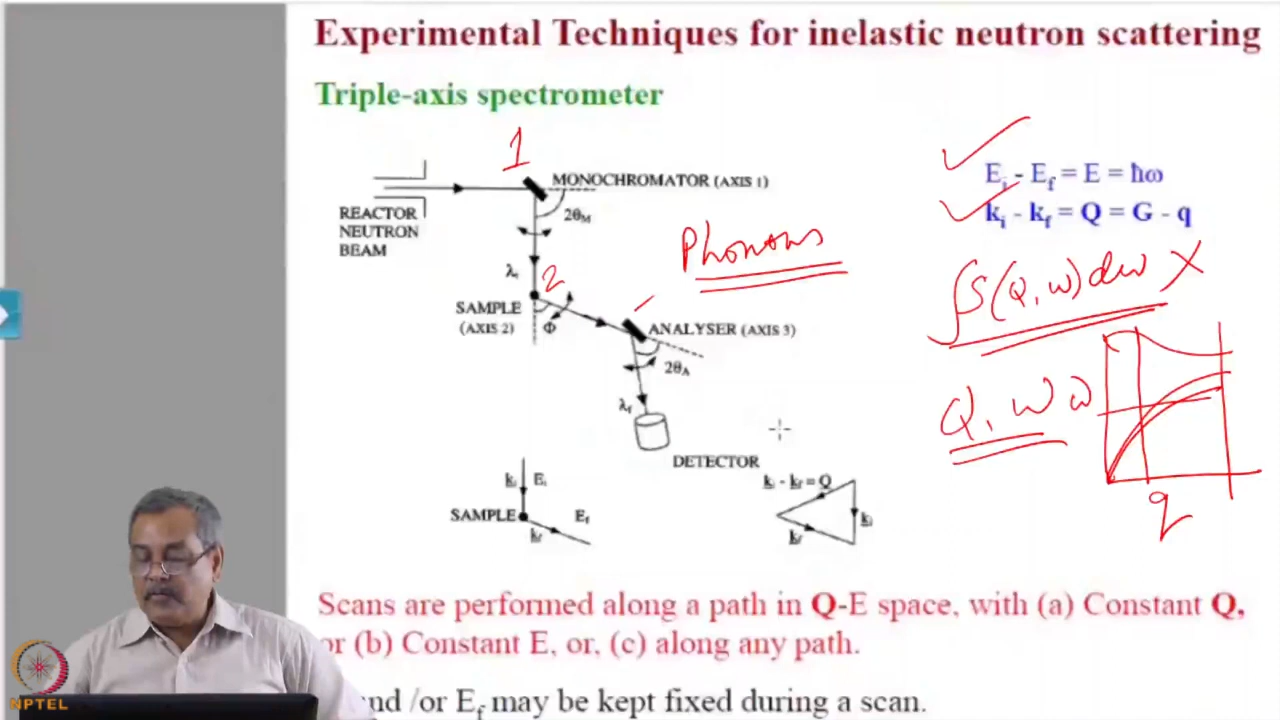 Experimental Techniques for inelastic neutron scattering
Triple-axis spectrometer
1
MONOCHROMATOR (AXIS 1)
2θM
REACTOR
NEUTRON
BEAM
Phonons
Ei - Ef = E = ħω
ki - kf = Q = G - q
∫S(Q, ω) dω X
λi
2
SAMPLE
(AXIS 2)
Φ
ANALYSER (AXIS 3)
2θA
λf
DETECTOR
Q, ω ω
q
ki Ei
SAMPLE
Ef
kf
ki - kf = Q
ki
kf
Scans are performed along a path in Q-E space, with (a) Constant Q,
or (b) Constant E, or, (c) along any path.
and /or Ef may be kept fixed during a scan.
NPTEL